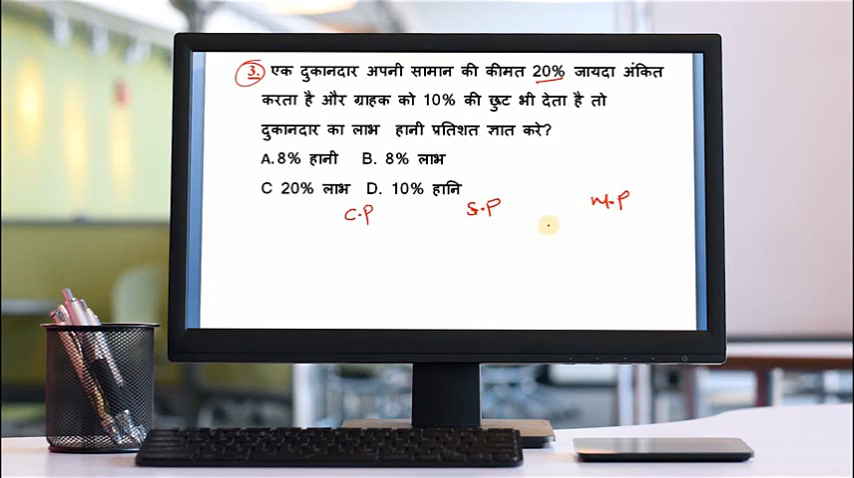 3. एक दुकानदार अपनी सामान की कीमत 20% जायदा अंकित
करता है और ग्राहक को 10% की छुट भी देता है तो
दुकानदार का लाभ हानी प्रतिशत ज्ञात करे?
A.8% हानी B. 8% लाभ
C 20% लाभ D. 10% हानि
C.P S.P M.P